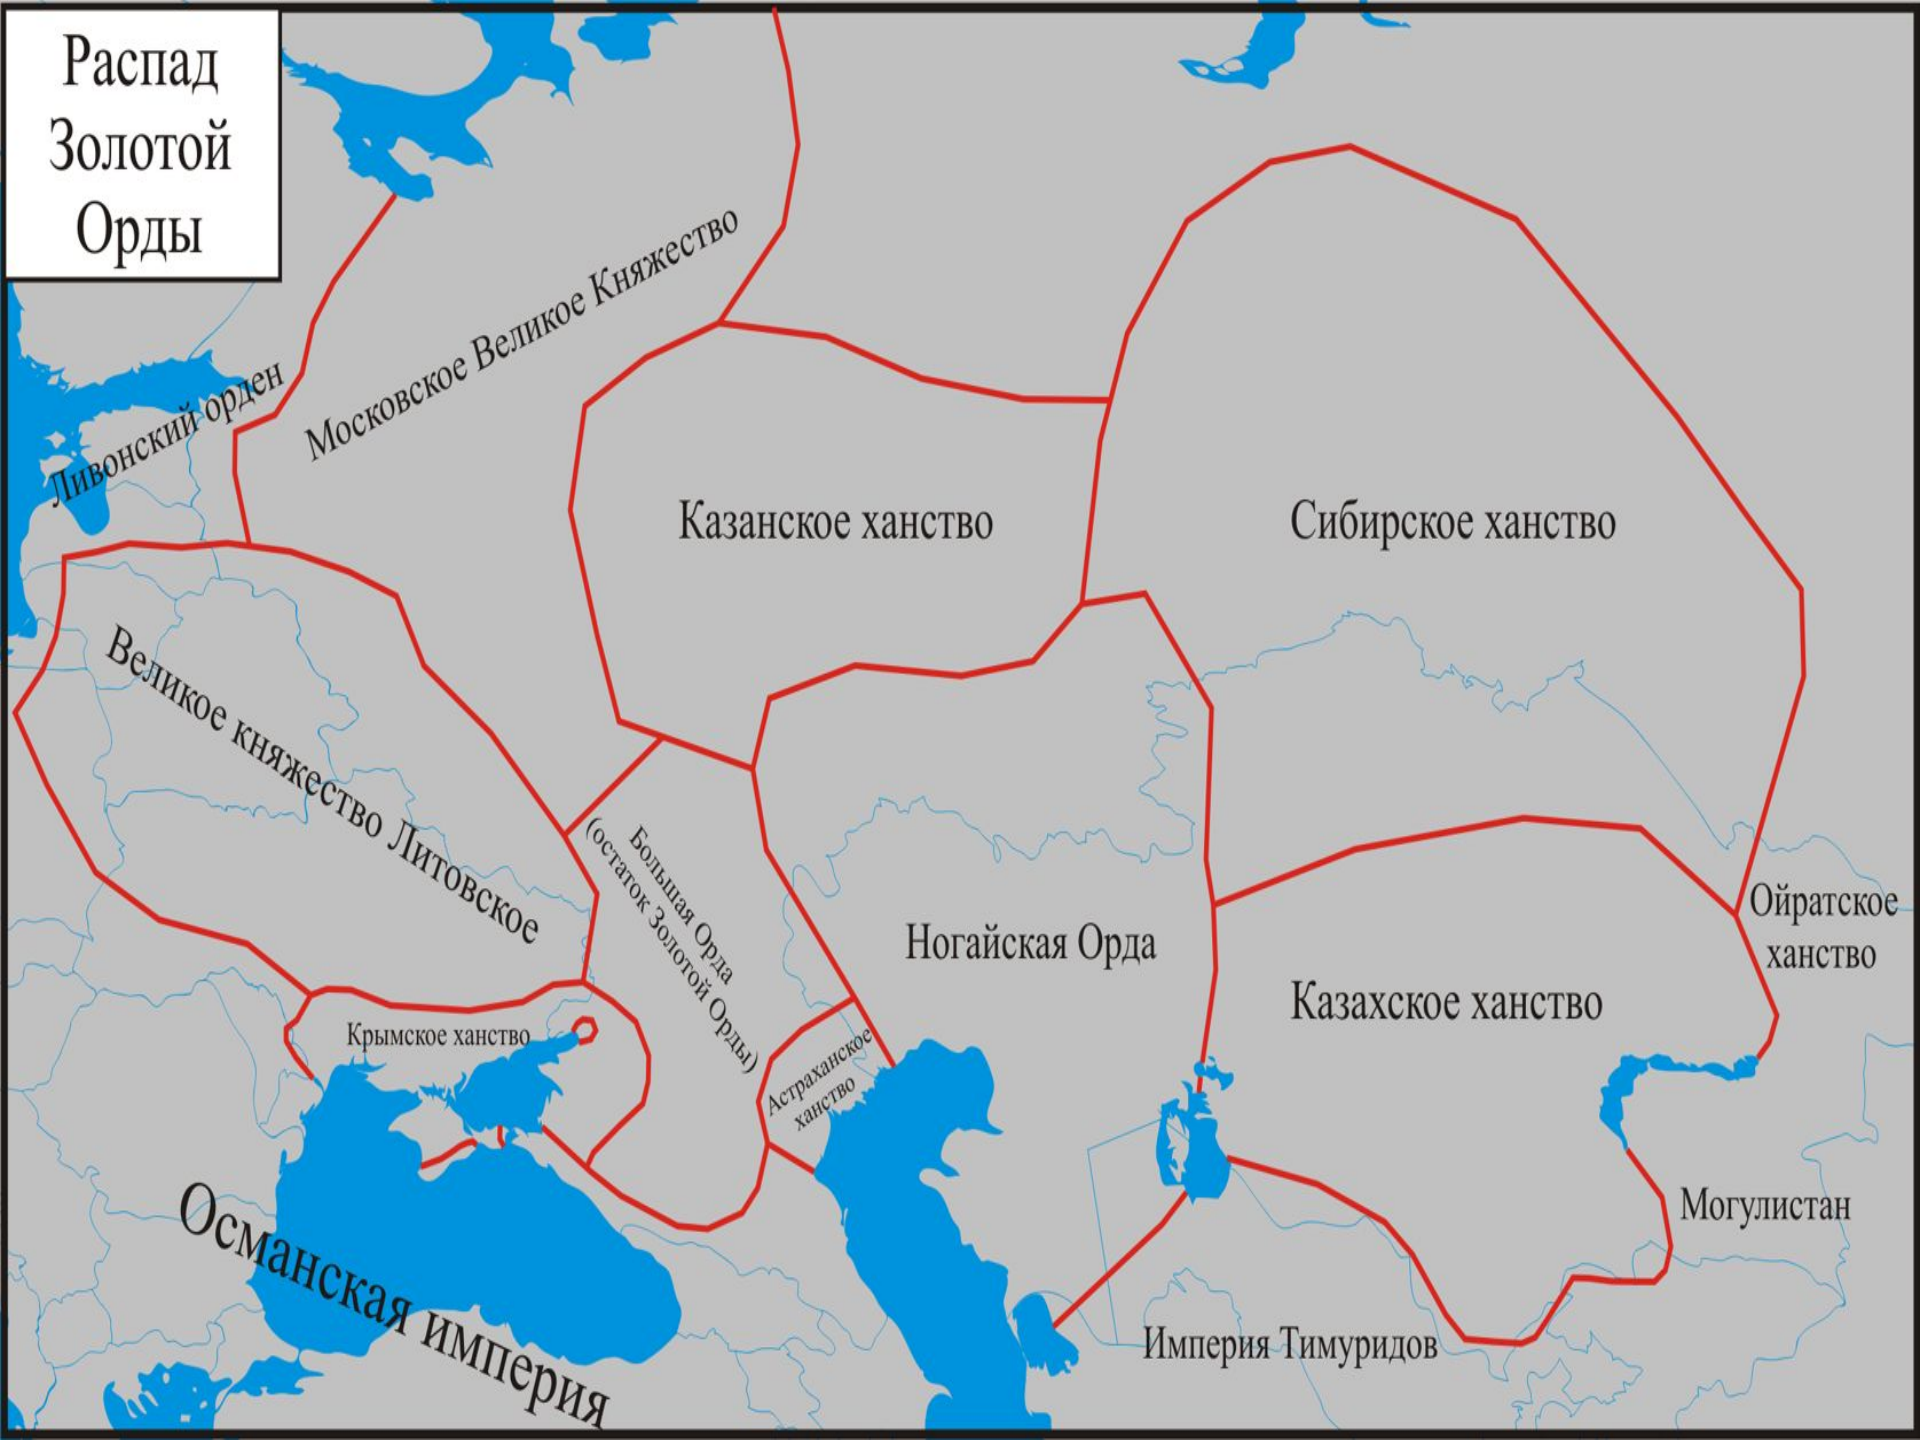 Распад
Золотой
Орды
Московское Великое Княжество
Ливонский орден
Казанское ханство
Сибирское ханство
Великое княжество Литовское
Большая Орда
(остаток Золотой Орды)
Ногайская Орда
Ойратское
ханство
Казахское ханство
Крымское ханство
Астраханское
ханство
Могулистан
Османская империя
Империя Тимуридов